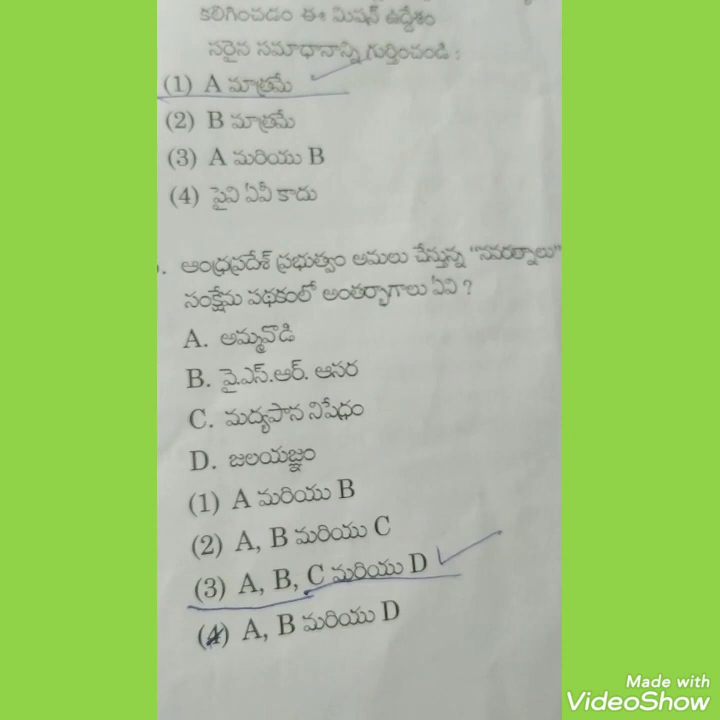 కలిగించడం ఈ మిషన్ ఉద్దేశం
సరైన సమాధానాన్ని గుర్తించండి :
(1) A మాత్రమే
(2) B మాత్రమే
(3) A మరియు B
(4) పైవి ఏవీ కాదు
. ఆంధ్రప్రదేశ్ ప్రభుత్వం అమలు చేస్తున్న "నవరత్నాలు"
సంక్షేమ పథకంలో అంతర్భాగాలు ఏవి ?
A. అమ్మవొడి
B. వై.ఎస్.ఆర్. ఆసర
C. మద్యపాన నిషేధం
D. జలయజ్ఞం
(1) A మరియు B
(2) A, B మరియు C
(3) A, B, C మరియు D
(4) A, B మరియు D
Made with
VideoShow